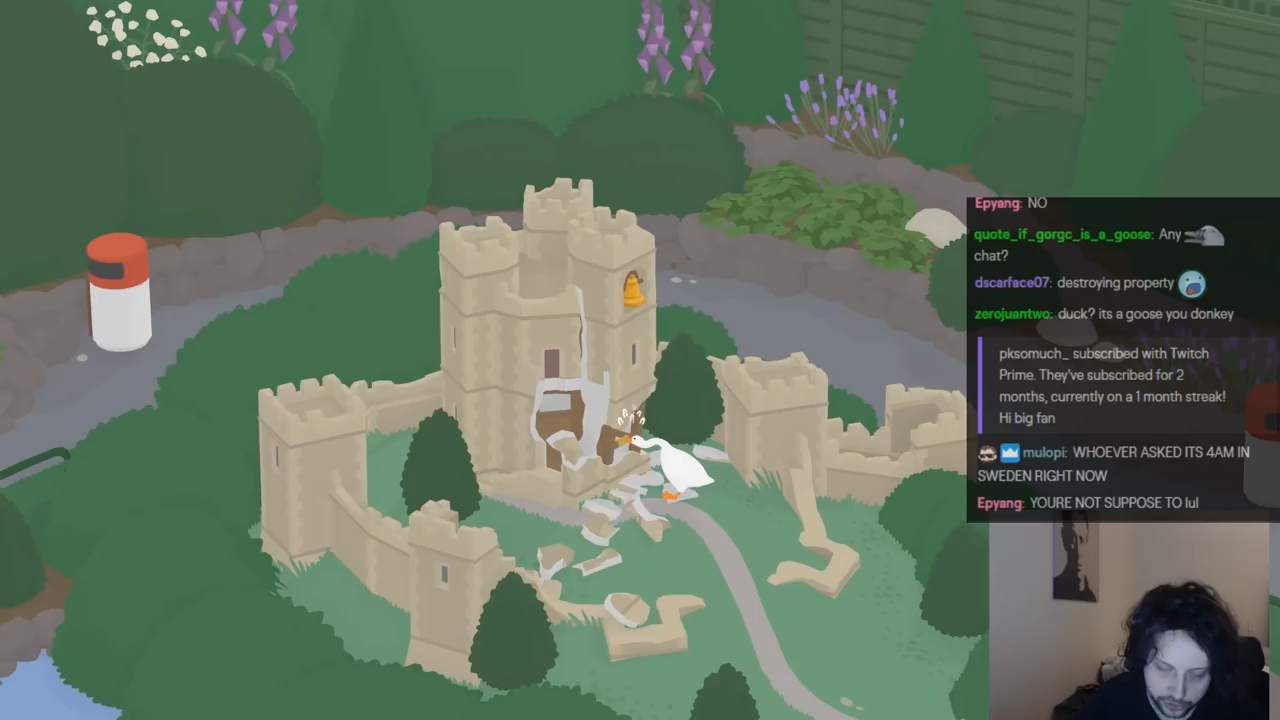 Epyang: NO
quote_if_gorgc_is_a_goose: Any
chat?
dscarface07: destroying property
zerojuantwo: duck? its a goose you donkey
pksomuch_ subscribed with Twitch
Prime. They've subscribed for 2
months, currently on a 1 month streak!
Hi big fan
mulopi: WHOEVER ASKED ITS 4AM IN
SWEDEN RIGHT NOW
Epyang: YOURE NOT SUPPOSE TO lul